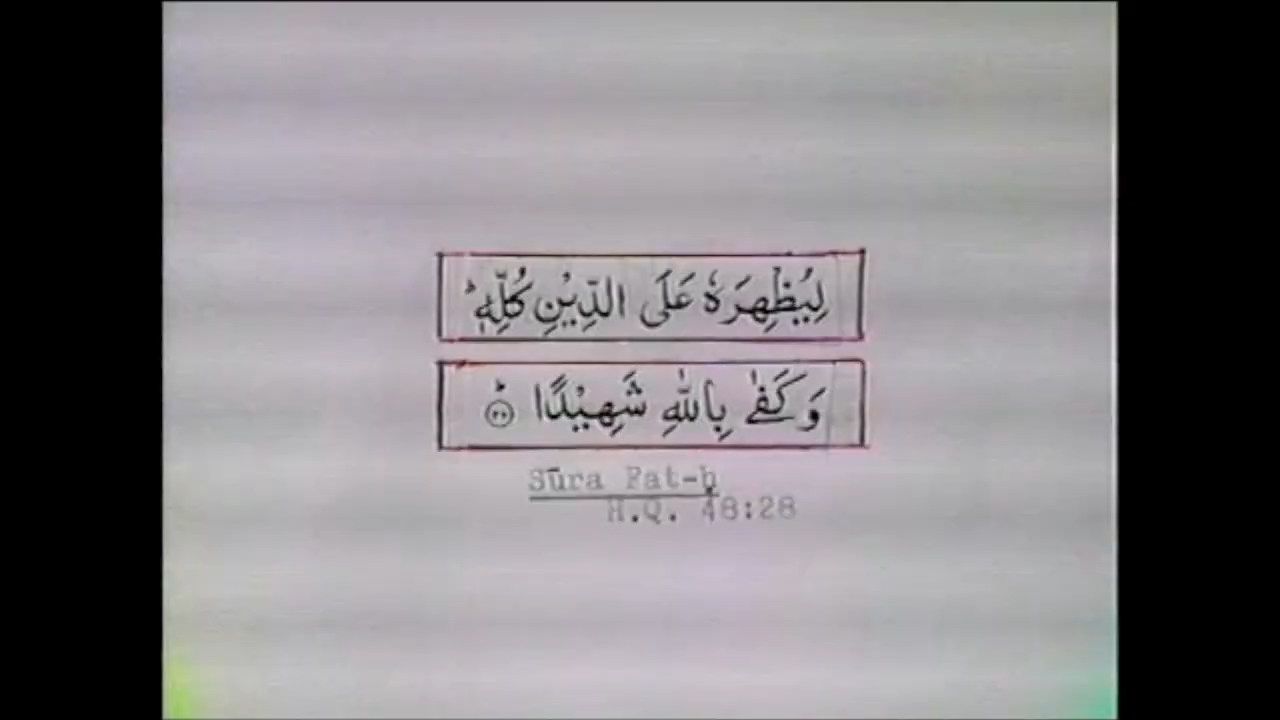 لِيُظْهِرَهٗ عَلَى الدِّيْنِ كُلِّهٖ ؕ
وَ كَفٰى بِاللّٰهِ شَهِيْدًا ؕ
Sūra Fat-ḥ
H.Q. 48:28